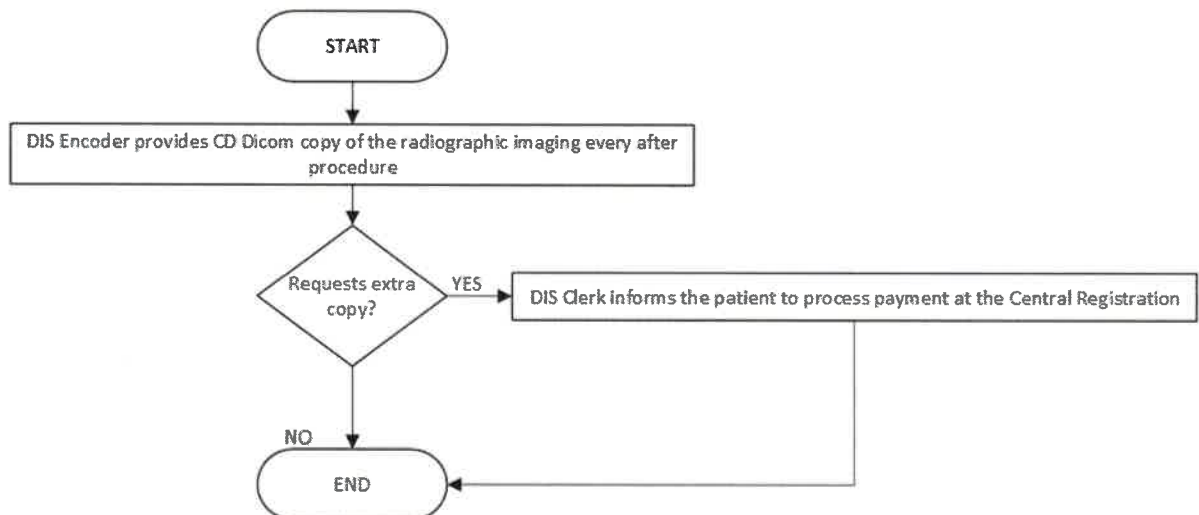 START
DIS Encoder provides CD Dicom copy of the radiographic imaging every after
procedure
Requests extra
copy?
YES
DIS Clerk informs the patient to process payment at the Central Registration
NO
END